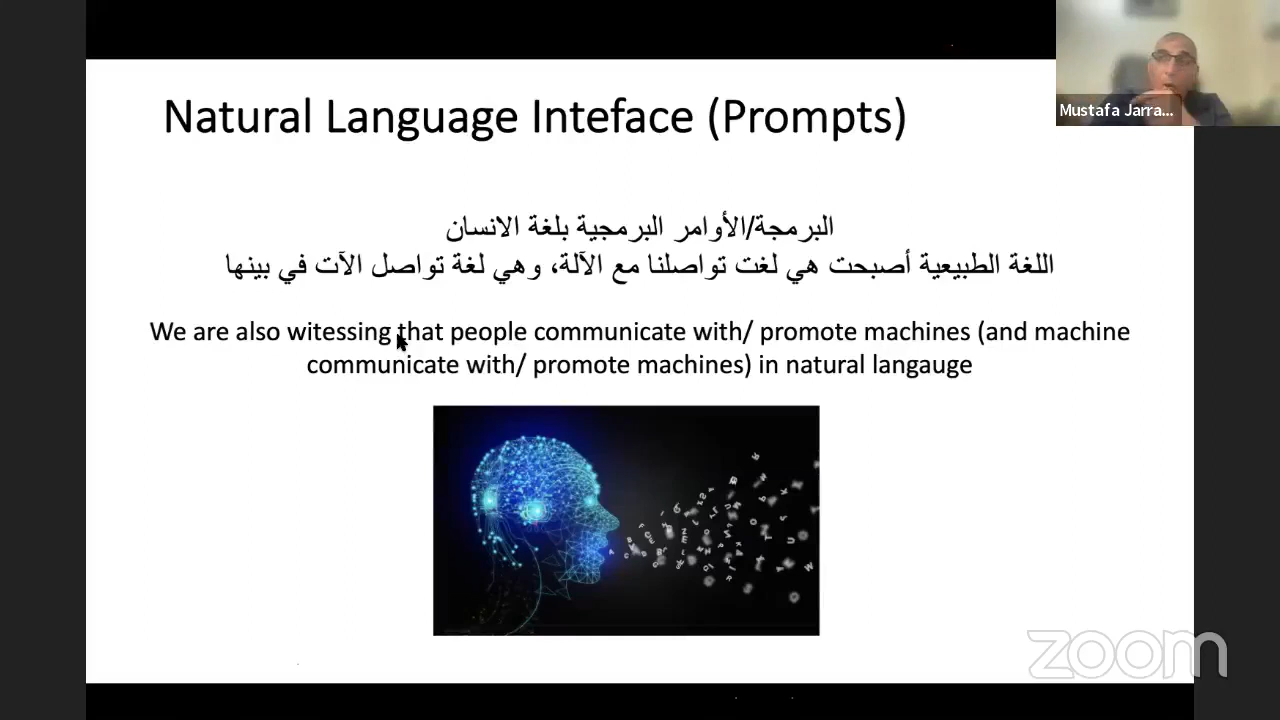 Natural Language Inteface (Prompts)
Mustafa Jarra...
البرمجة/الأوامر البرمجية بلغة الانسان
اللغة الطبيعية أصبحت هي لغت تواصلنا مع الآلة، وهي لغة تواصل الآت في بينها
We are also witessing that people communicate with/ promote machines (and machine
communicate with/ promote machines) in natural langauge
zoom